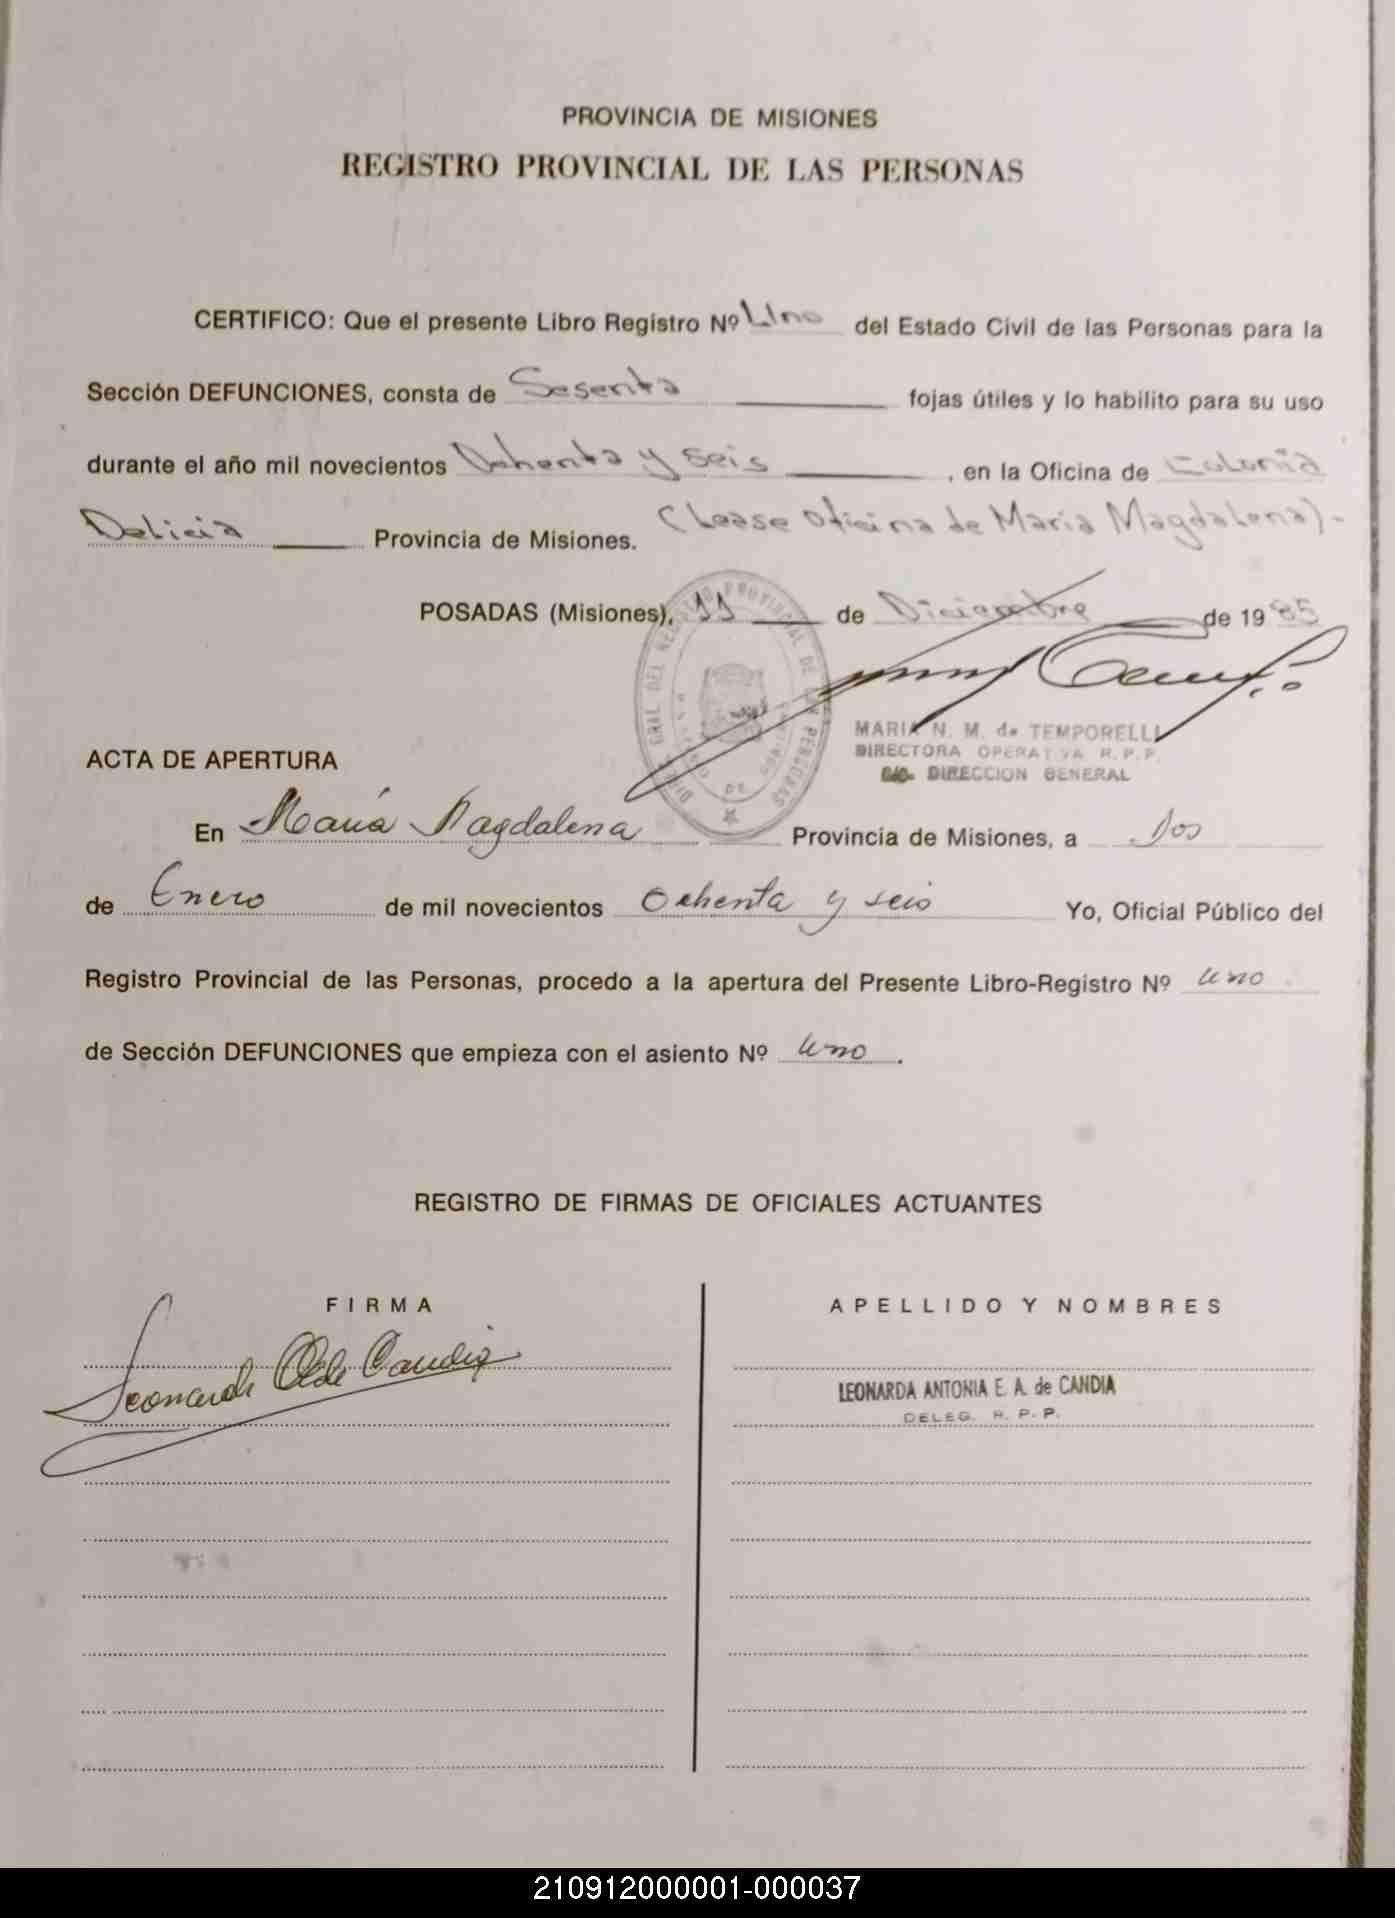 PROVINCIA DE MISIONES
REGISTRO PROVINCIAL DE LAS PERSONAS
CERTIFICO: Que el presente Libro Registro Nº Uno del Estado Civil de las Personas para la
Sección DEFUNCIONES, consta de Sesenta fojas útiles y lo habilito para su uso
durante el año mil novecientos Ochenta y seis, en la Oficina de Colonia
Delicia Provincia de Misiones. (Lease Oficina de Maria Magdalena).-
POSADAS (Misiones), 11 de Diciembre de 1985
MARIA N. M. de TEMPORELLI
DIRECTORA OPERATIVA R.P.P.
DIRECCION GENERAL
ACTA DE APERTURA
En María Magdalena Provincia de Misiones, a Dos
de Enero de mil novecientos Ochenta y seis Yo, Oficial Público del
Registro Provincial de las Personas, procedo a la apertura del Presente Libro-Registro Nº uno
de Sección DEFUNCIONES que empieza con el asiento Nº uno.
REGISTRO DE FIRMAS DE OFICIALES ACTUANTES
FIRMA APELLIDO Y NOMBRES
LEONARDA ANTONIA E. A. de CANDIA
DELEG. R. P. P.
210912000001-000037